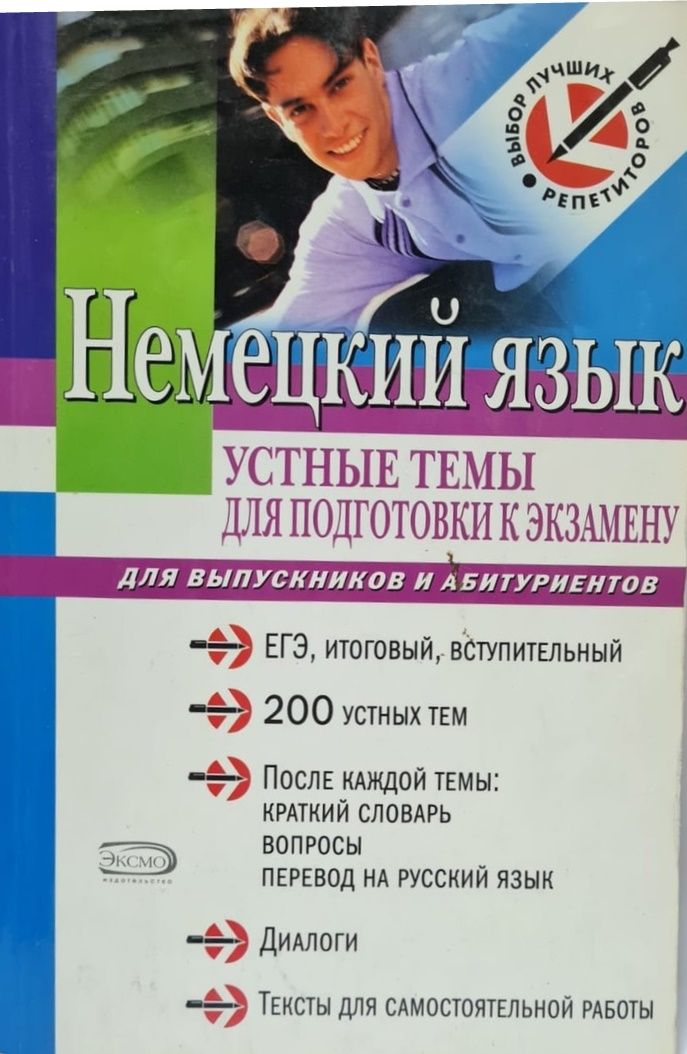 ВЫБОР ЛУЧШИХ
РЕПЕТИТОРОВ
Немецкий язык
УСТНЫЕ ТЕМЫ
ДЛЯ ПОДГОТОВКИ К ЭКЗАМЕНУ
ДЛЯ ВЫПУСКНИКОВ И АБИТУРИЕНТОВ
ЕГЭ, ИТОГОВЫЙ, ВСТУПИТЕЛЬНЫЙ
200 УСТНЫХ ТЕМ
ПОСЛЕ КАЖДОЙ ТЕМЫ:
КРАТКИЙ СЛОВАРЬ
ВОПРОСЫ
ПЕРЕВОД НА РУССКИЙ ЯЗЫК
ЭКСМО
ИЗДАТЕЛЬСТВО
ДИАЛОГИ
ТЕКСТЫ ДЛЯ САМОСТОЯТЕЛЬНОЙ РАБОТЫ